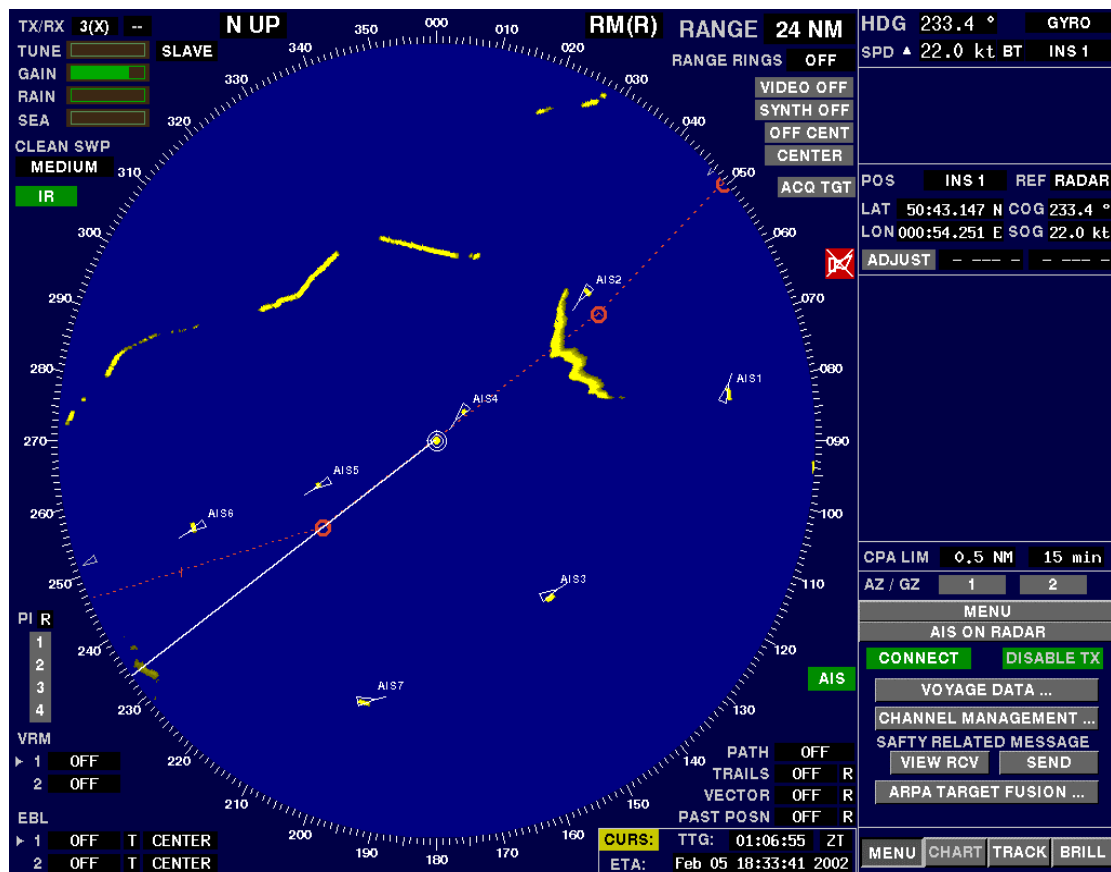 TX/RX 3(X) -- N UP 000 RM(R) RANGE 24 NM HDG 233.4 ° GYRO
TUNE SLAVE 340 350 010 020 RANGE RINGS OFF SPD 22.0 kt BT INS 1
GAIN 330 030 VIDEO OFF
RAIN SYNTH OFF
SEA 320 040 OFF CENT
CLEAN SWP CENTER
MEDIUM 310 050 ACQ TGT POS INS 1 REF RADAR
IR LAT 50:43.147 N COG 233.4 °
300 060 LON 000:54.251 E SOG 22.0 kt
ADJUST - --- - - --- -
AIS2
290 070
280 AIS1 080
AIS4
270 090
AIS5
260 AIS6 100
CPA LIM 0.5 NM 15 min
250 AIS3 110 AZ / GZ 1 2
MENU
PI R AIS ON RADAR
1 240 120 CONNECT DISABLE TX
2 AIS7 AIS VOYAGE DATA ...
3 230 130 CHANNEL MANAGEMENT ...
4 SAFTY RELATED MESSAGE
VRM VIEW RCV SEND
1 OFF 220 140 PATH OFF
2 OFF TRAILS OFF R ARPA TARGET FUSION ...
210 150 VECTOR OFF R
EBL 200 160 PAST POSN OFF R
1 OFF T CENTER 190 180 170 CURS: TTG: 01:06:55 ZT
2 OFF T CENTER ETA: Feb 05 18:33:41 2002 MENU CHART TRACK BRILL